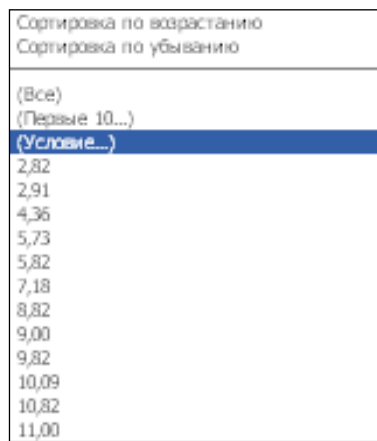 Сортировка по возрастанию
Сортировка по убыванию
(Все)
(Первые 10...)
(Условие...)
2,82
2,91
4,36
5,73
5,82
7,18
8,82
9,00
9,82
10,09
10,82
11,00